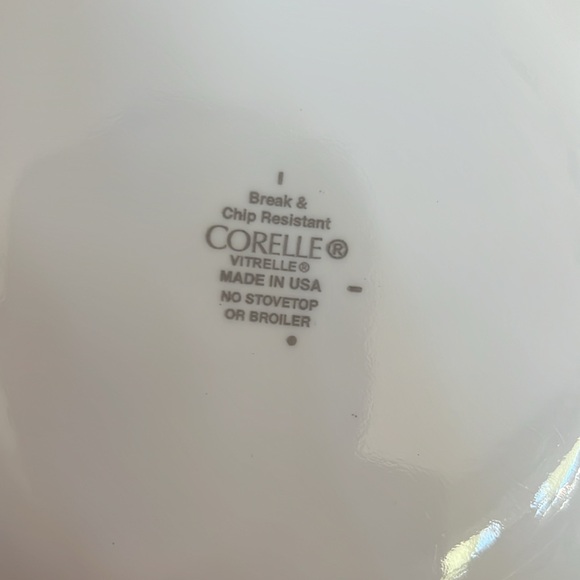 Break &
Chip Resistant
CORELLE®
VITRELLE®
MADE IN USA
NO STOVETOP
OR BROILER